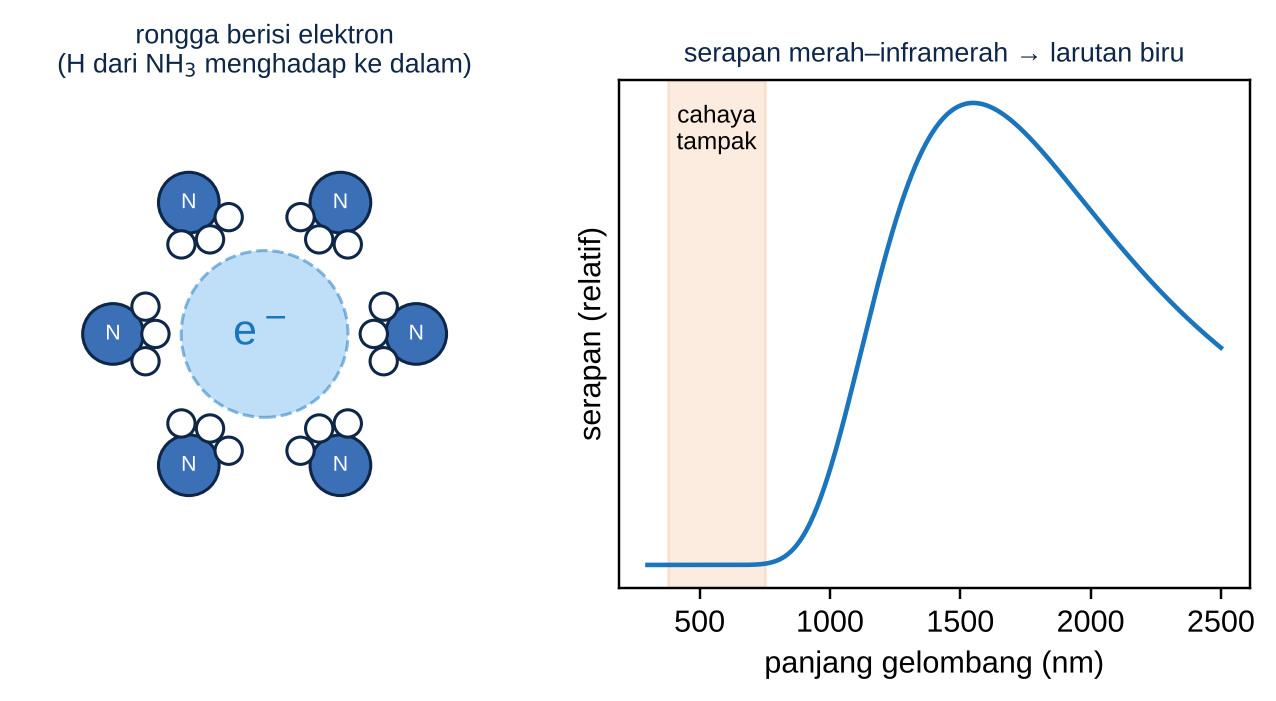 rongga berisi elektron
(H dari NH₃ menghadap ke dalam)
N
N
N
e⁻
N
N
N
serapan merah–inframerah → larutan biru
cahaya
tampak
serapan (relatif)
500 1000 1500 2000 2500
panjang gelombang (nm)